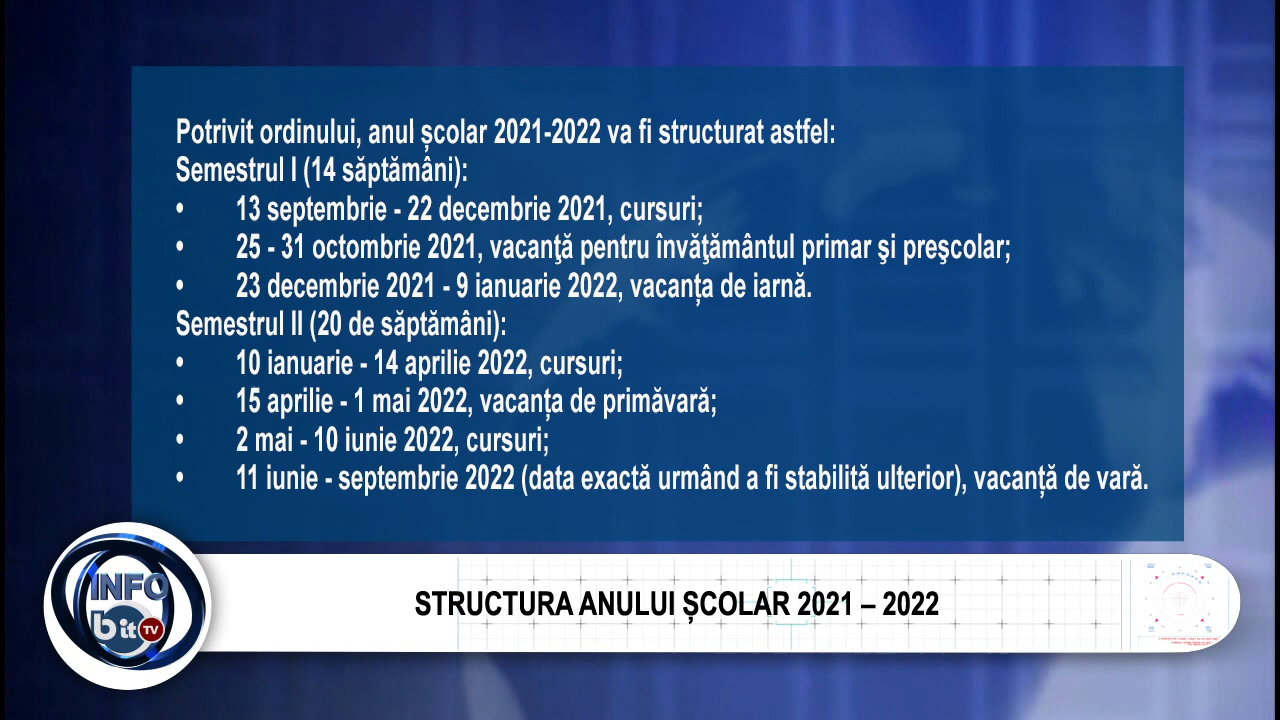 Potrivit ordinului, anul școlar 2021-2022 va fi structurat astfel:
Semestrul I (14 săptămâni):
• 13 septembrie - 22 decembrie 2021, cursuri;
• 25 - 31 octombrie 2021, vacanţă pentru învăţământul primar şi preşcolar;
• 23 decembrie 2021 - 9 ianuarie 2022, vacanța de iarnă.
Semestrul II (20 de săptămâni):
• 10 ianuarie - 14 aprilie 2022, cursuri;
• 15 aprilie - 1 mai 2022, vacanța de primăvară;
• 2 mai - 10 iunie 2022, cursuri;
• 11 iunie - septembrie 2022 (data exactă urmând a fi stabilită ulterior), vacanță de vară.
INFO
bit TV
STRUCTURA ANULUI ȘCOLAR 2021 – 2022